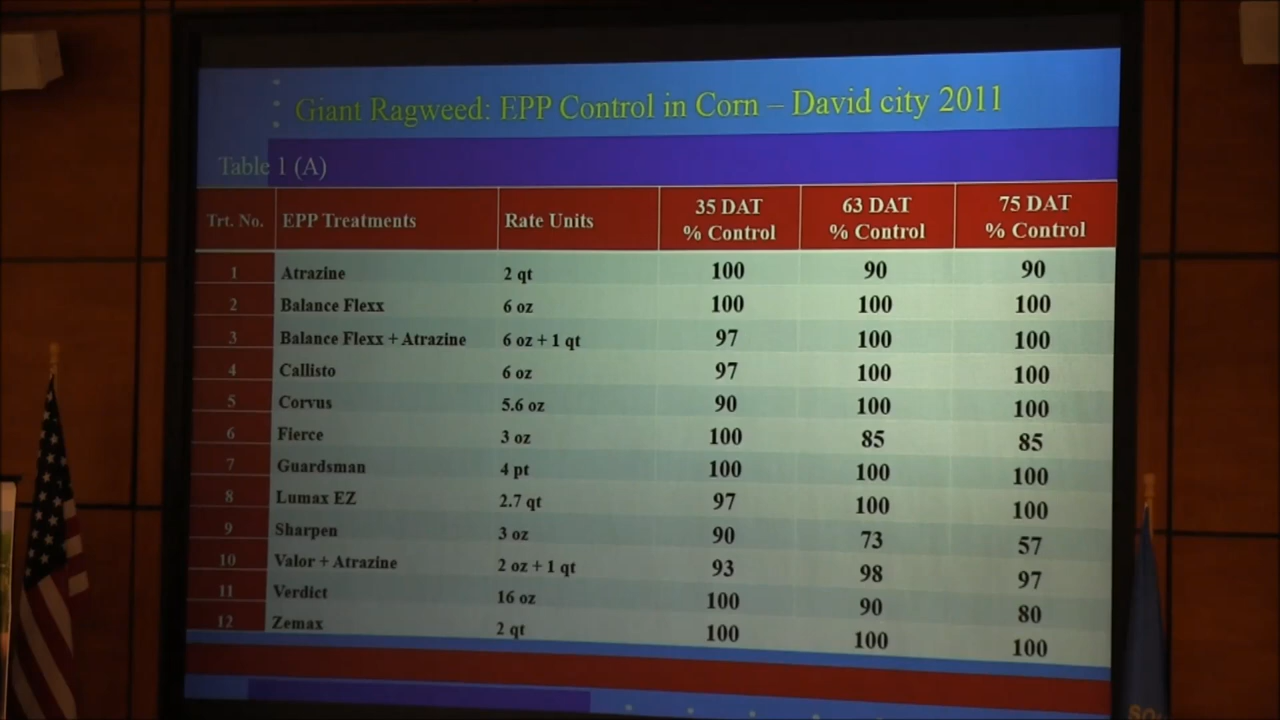 Giant Ragweed: EPP Control in Corn – David city 2011
Table 1 (A)
Trt. No. EPP Treatments Rate Units 35 DAT % Control 63 DAT % Control 75 DAT % Control
1 Atrazine 2 qt 100 90 90
2 Balance Flexx 6 oz 100 100 100
3 Balance Flexx + Atrazine 6 oz + 1 qt 97 100 100
4 Callisto 6 oz 97 100 100
5 Corvus 5.6 oz 90 100 100
6 Fierce 3 oz 100 85 85
7 Guardsman 4 pt 100 100 100
8 Lumax EZ 2.7 qt 97 100 100
9 Sharpen 3 oz 90 73 57
10 Valor + Atrazine 2 oz + 1 qt 93 98 97
11 Verdict 16 oz 100 90 80
12 Zemax 2 qt 100 100 100